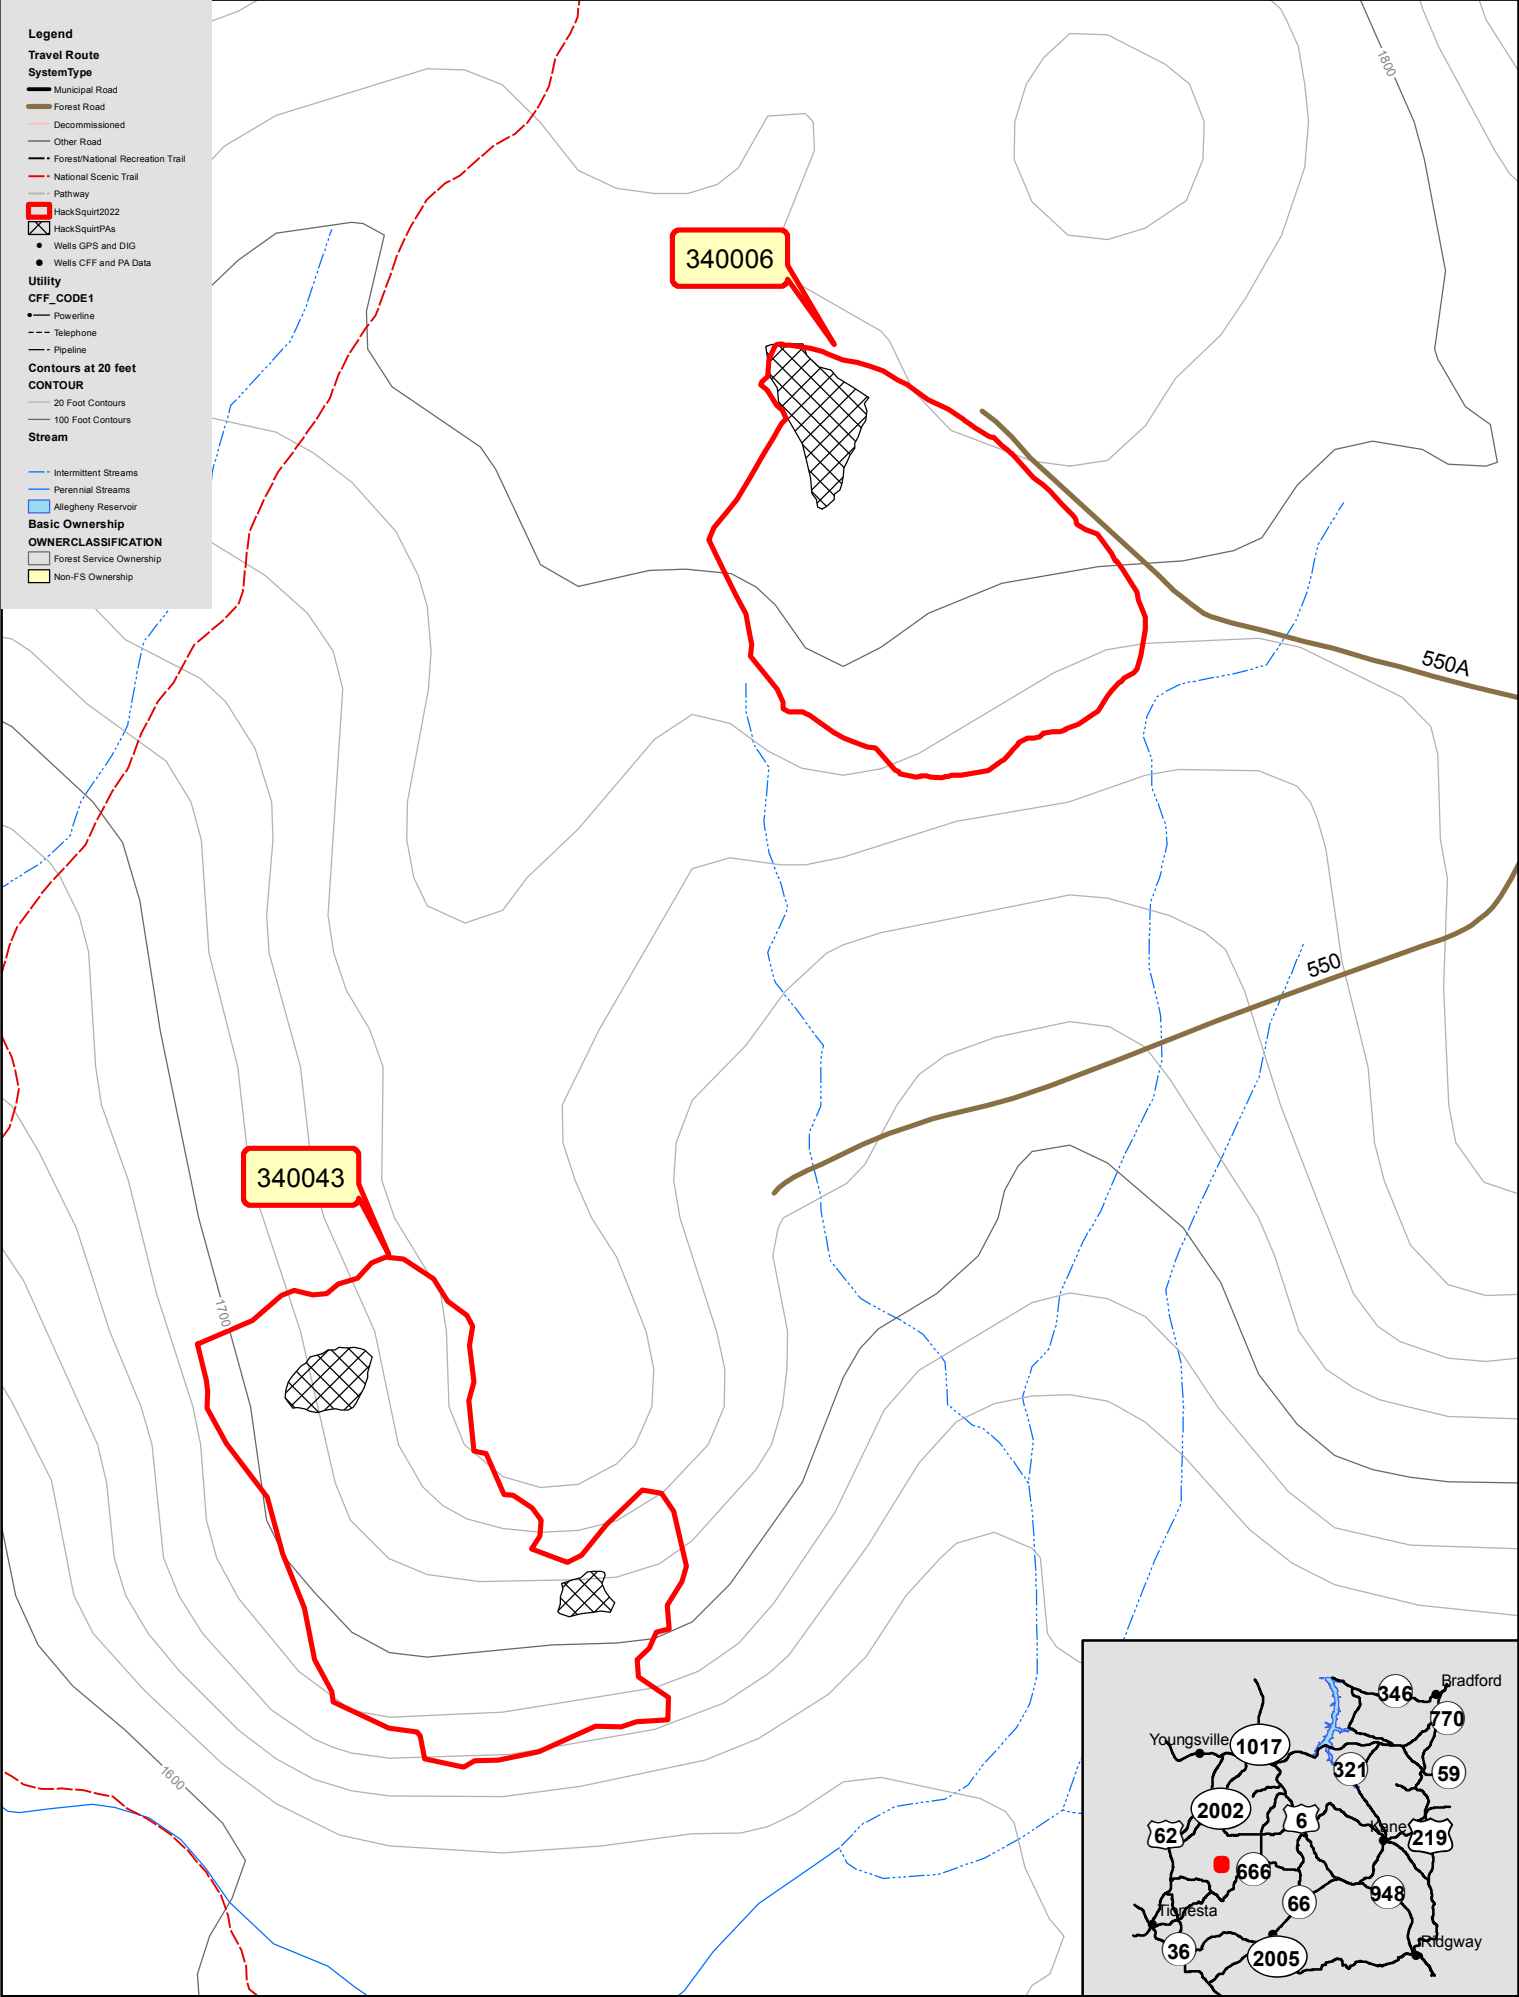 Legend
Travel Route
SystemType
Municipal Road
Forest Road
Decommissioned
Other Road
Forest/National Recreation Trail
National Scenic Trail
Pathway
HackSquirt2022
HackSquirtPAs
Wells GPS and DIG
Wells CFF and PA Data
Utility
CFF_CODE1
Powerline
Telephone
Pipeline
Contours at 20 feet
CONTOUR
20 Foot Contours
100 Foot Contours
Stream
Intermittent Streams
Perennial Streams
Allegheny Reservoir
Basic Ownership
OWNERCLASSIFICATION
Forest Service Ownership
Non-FS Ownership
1800
340006
550A
550
340043
1700
1600
Bradford
346
770
Youngsville
1017
321
59
2002
6
62
Kane
219
666
948
66
Tionesta
36
2005
Ridgway